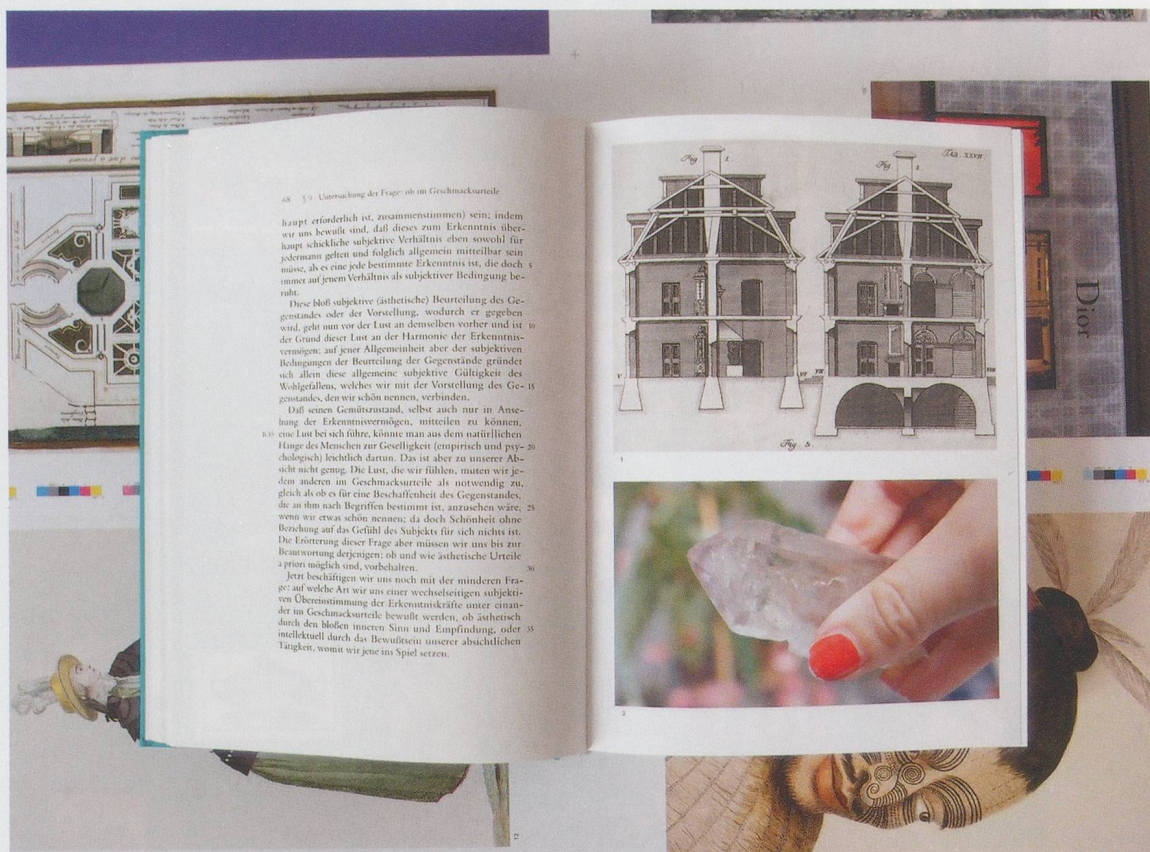 68 § 9 Untersuchung der Frage: ob im Geschmacksurteile
haupt erforderlich ist, zusammenstimmen) sein; indem
wir uns bewußt sind, daß dieses zum Erkenntnis über-
haupt schickliche subjektive Verhältnis eben sowohl für
jedermann gelten und folglich allgemein mitteilbar sein
müsse, als es eine jede bestimmte Erkenntnis ist, die doch 5
immer auf jenem Verhältnis als subjektiver Bedingung be-
ruht.
Diese bloß subjektive (ästhetische) Beurteilung des Ge-
genstandes oder der Vorstellung, wodurch er gegeben
wird, geht nun vor der Lust an demselben vorher und ist 10
der Grund dieser Lust an der Harmonie der Erkenntnis-
vermögen; auf jener Allgemeinheit aber der subjektiven
Bedingungen der Beurteilung der Gegenstände gründet
sich allein diese allgemeine subjektive Gültigkeit des
Wohlgefallens, welches wir mit der Vorstellung des Ge- 15
genstandes, den wir schön nennen, verbinden.
Daß seinen Gemütszustand, selbst auch nur in Anse-
hung der Erkenntnisvermögen, mitteilen zu können,
eine Lust bei sich führe, könnte man aus dem natürlichen
Hange des Menschen zur Geselligkeit (empirisch und psy- 20
chologisch) leichtlich dartun. Das ist aber zu unserer Ab-
sicht nicht genug. Die Lust, die wir fühlen, muten wir je-
dem anderen im Geschmacksurteile als notwendig zu,
gleich als ob es für eine Beschaffenheit des Gegenstandes,
die an ihm nach Begriffen bestimmt ist, anzusehen wäre, 25
wenn wir etwas schön nennen; da doch Schönheit ohne
Beziehung auf das Gefühl des Subjekts für sich nichts ist.
Die Erörterung dieser Frage aber müssen wir uns bis zur
Beantwortung derjenigen: ob und wie ästhetische Urteile
a priori möglich sind, vorbehalten. 30
Jetzt beschäftigen wir uns noch mit der minderen Fra-
ge: auf welche Art wir uns einer wechselseitigen subjekti-
ven Übereinstimmung der Erkenntniskräfte unter einan-
der im Geschmacksurteile bewußt werden, ob ästhetisch
durch den bloßen inneren Sinn und Empfindung, oder 35
intellektuell durch das Bewußtsein unserer absichtlichen
Tätigkeit, womit wir jene ins Spiel setzen.
Fig 1.
Fig 2
Tab. XXVII
Fig 3.
1
2
Dior